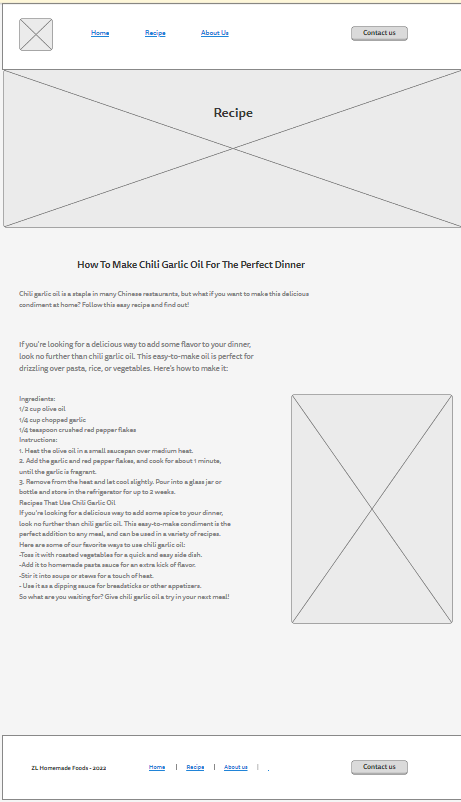 Home Recipe About Us Contact us
Recipe
How To Make Chili Garlic Oil For The Perfect Dinner
Chili garlic oil is a staple in many Chinese restaurants, but what if you want to make this delicious
condiment at home? Follow this easy recipe and find out!
If you're looking for a delicious way to add some flavor to your dinner,
look no further than chili garlic oil. This easy-to-make oil is perfect for
drizzling over pasta, rice, or vegetables. Here's how to make it:
Ingredients:
1/2 cup olive oil
1/4 cup chopped garlic
1/4 teaspoon crushed red pepper flakes
Instructions:
1. Heat the olive oil in a small saucepan over medium heat.
2. Add the garlic and red pepper flakes, and cook for about 1 minute,
until the garlic is fragrant.
3. Remove from the heat and let cool slightly. Pour into a glass jar or
bottle and store in the refrigerator for up to 2 weeks.
Recipes That Use Chili Garlic Oil
If you're looking for a delicious way to add some spice to your dinner,
look no further than chili garlic oil. This easy-to-make condiment is the
perfect addition to any meal, and can be used in a variety of recipes.
Here are some of our favorite ways to use chili garlic oil:
-Toss it with roasted vegetables for a quick and easy side dish.
-Add it to homemade pasta sauce for an extra kick of flavor.
-Stir it into soups or stews for a touch of heat.
- Use it as a dipping sauce for breadsticks or other appetizers.
So what are you waiting for? Give chili garlic oil a try in your next meal!
ZL Homemade Foods - 2022 Home | Recipe | About us | . Contact us